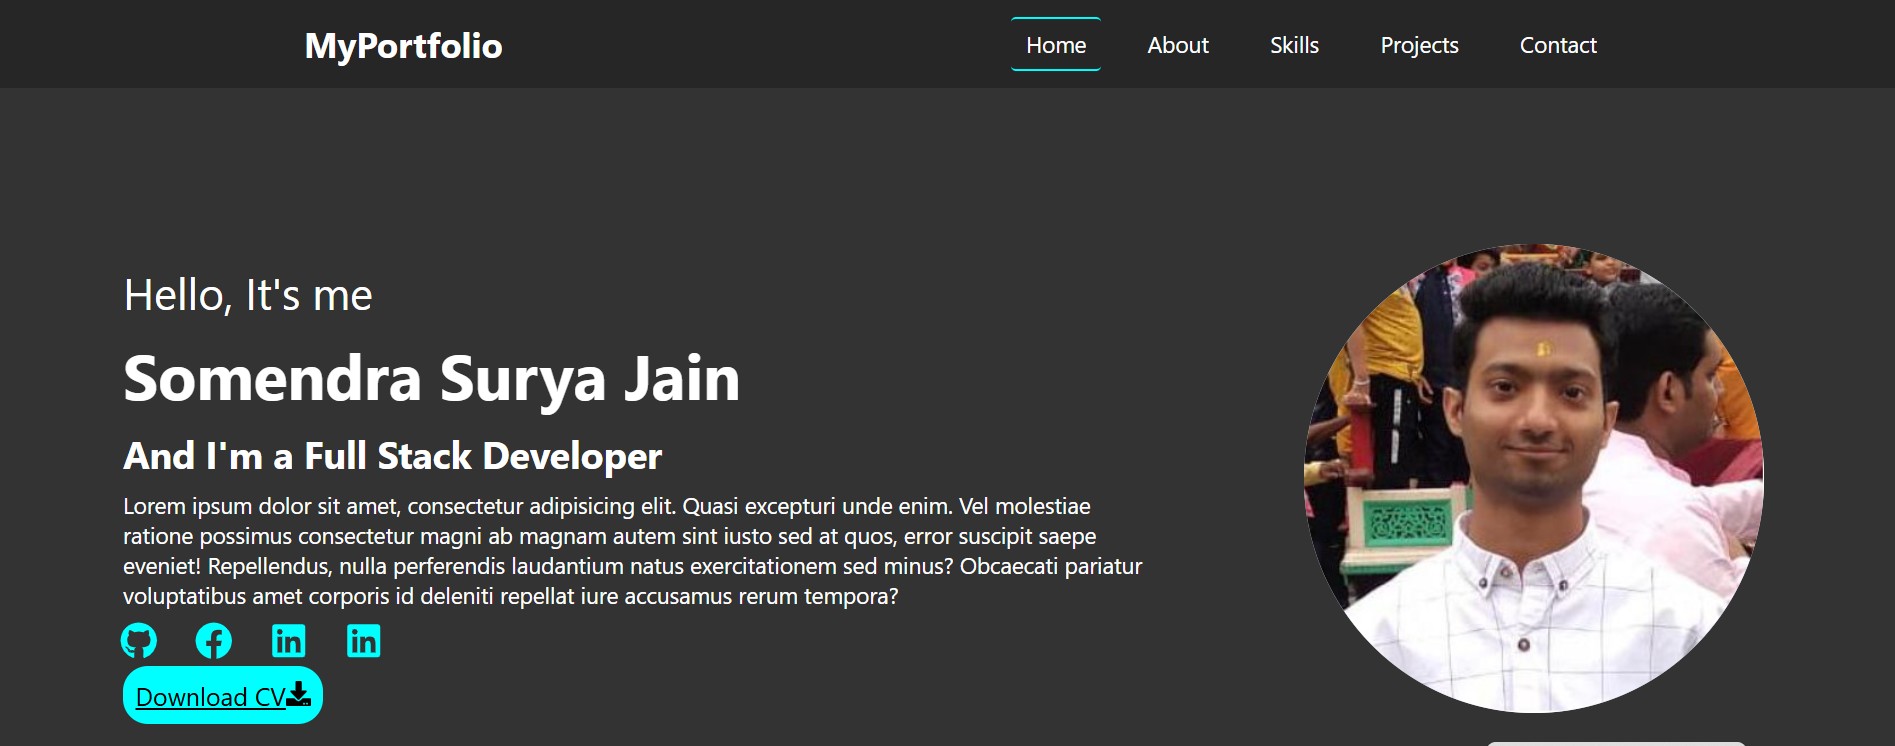 MyPortfolio
Home About Skills Projects Contact
Hello, It's me
Somendra Surya Jain
And I'm a Full Stack Developer
Lorem ipsum dolor sit amet, consectetur adipisicing elit. Quasi excepturi unde enim. Vel molestiae
ratione possimus consectetur magni ab magnam autem sint iusto sed at quos, error suscipit saepe
eveniet! Repellendus, nulla perferendis laudantium natus exercitationem sed minus? Obcaecati pariatur
voluptatibus amet corporis id deleniti repellat iure accusamus rerum tempora?
in in
Download CV